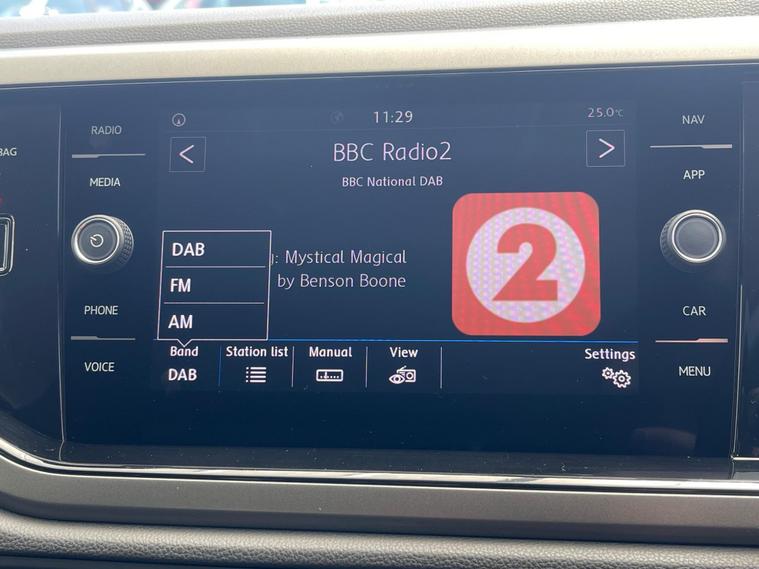 11:29
25.0°C
RADIO
NAV
BBC Radio2
BAG
MEDIA
BBC National DAB
APP
2
DAB
: Mystical Magical
FM
by Benson Boone
PHONE
AM
CAR
Band
Station list
Manual
View
Settings
VOICE
DAB
MENU